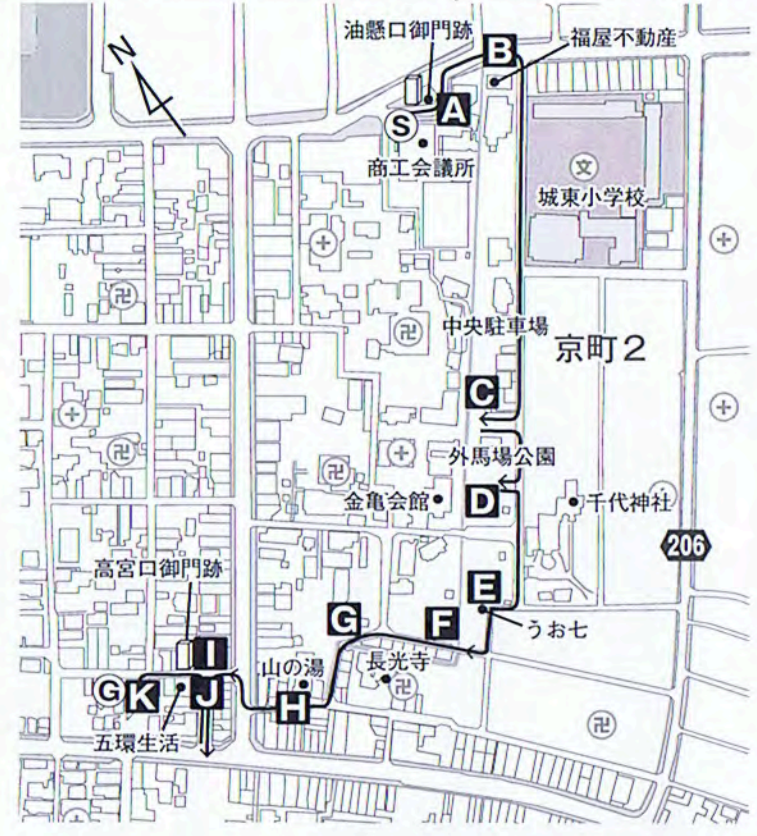 油懸口御門跡
B
福屋不動産
N
A
S
商工会議所
文
城東小学校
中央駐車場
京町2
C
外馬場公園
金亀会館
D
千代神社
206
高宮口御門跡
E
うお七
G
F
I
山の湯
長光寺
G
K
J
H
五環生活